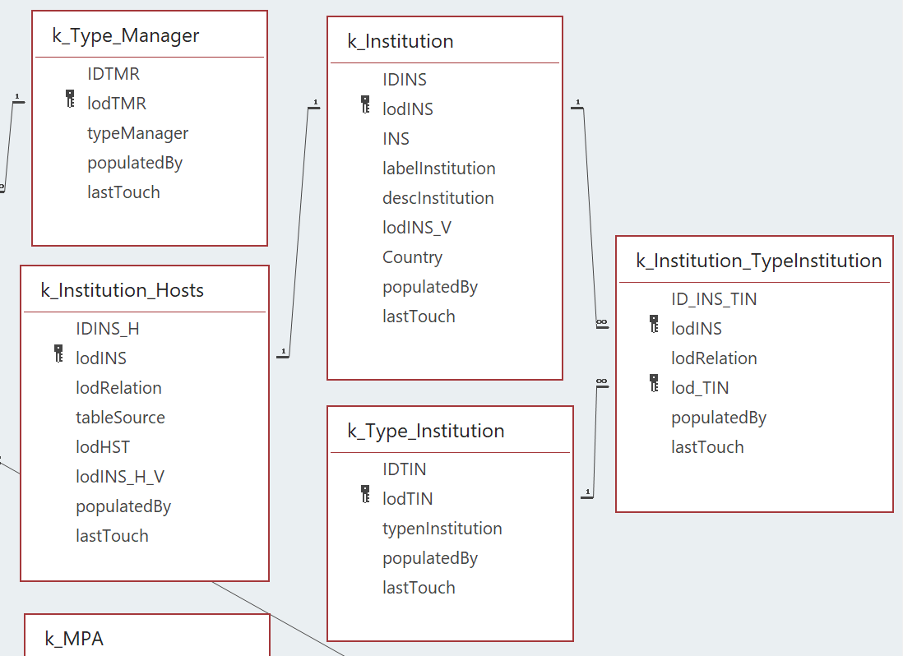 k_Type_Manager
IDTMR
lodTMR
typeManager
populatedBy
lastTouch
1
∞
k_Institution_Hosts
IDINS_H
lodINS
lodRelation
tableSource
lodHST
lodINS_H_V
populatedBy
lastTouch
k_MPA
1
1
k_Institution
IDINS
lodINS
INS
labelInstitution
descInstitution
lodINS_V
Country
populatedBy
lastTouch
1
∞
k_Type_Institution
IDTIN
lodTIN
typenInstitution
populatedBy
lastTouch
1
∞
k_Institution_TypeInstitution
ID_INS_TIN
lodINS
lodRelation
lod_TIN
populatedBy
lastTouch